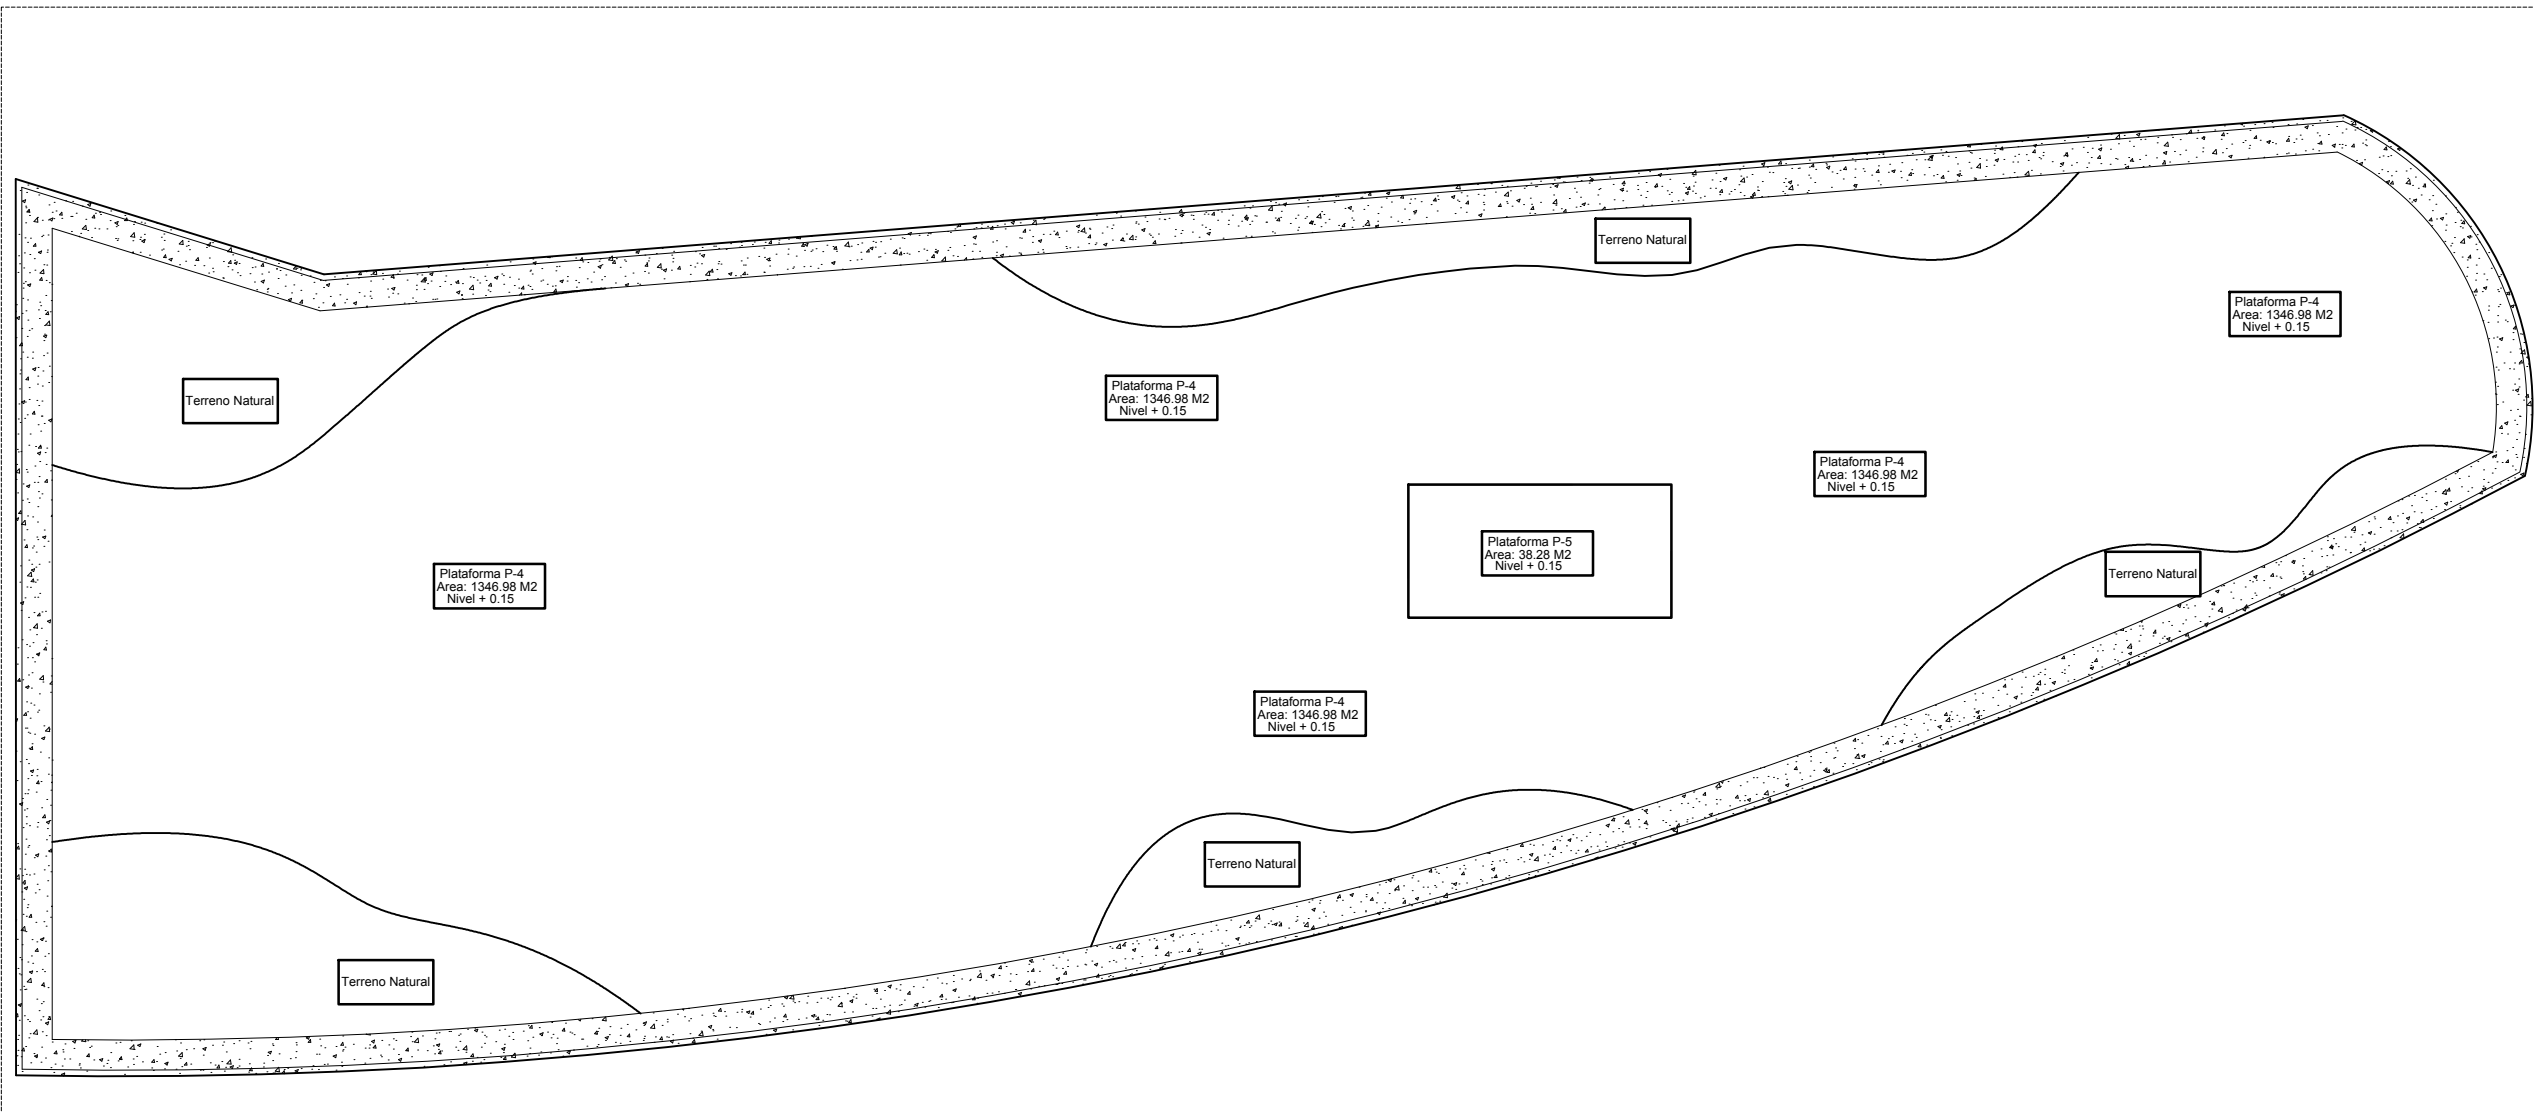 Terreno Natural
Plataforma P-4
Area: 1346.98 M2
Nivel + 0.15
Terreno Natural
Plataforma P-4
Area: 1346.98 M2
Nivel + 0.15
Plataforma P-4
Area: 1346.98 M2
Nivel + 0.15
Terreno Natural
Plataforma P-5
Area: 38.28 M2
Nivel + 0.15
Plataforma P-4
Area: 1346.98 M2
Nivel + 0.15
Terreno Natural
Plataforma P-4
Area: 1346.98 M2
Nivel + 0.15
Terreno Natural
Terreno Natural